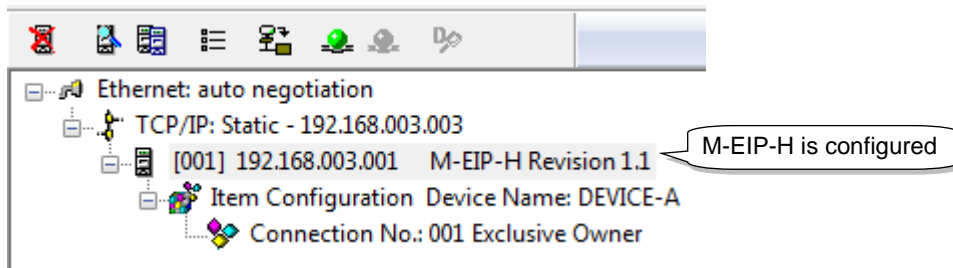 Ethernet: auto negotiation
TCP/IP: Static - 192.168.003.003
[001] 192.168.003.001 M-EIP-H Revision 1.1
M-EIP-H is configured
Item Configuration Device Name: DEVICE-A
Connection No.: 001 Exclusive Owner